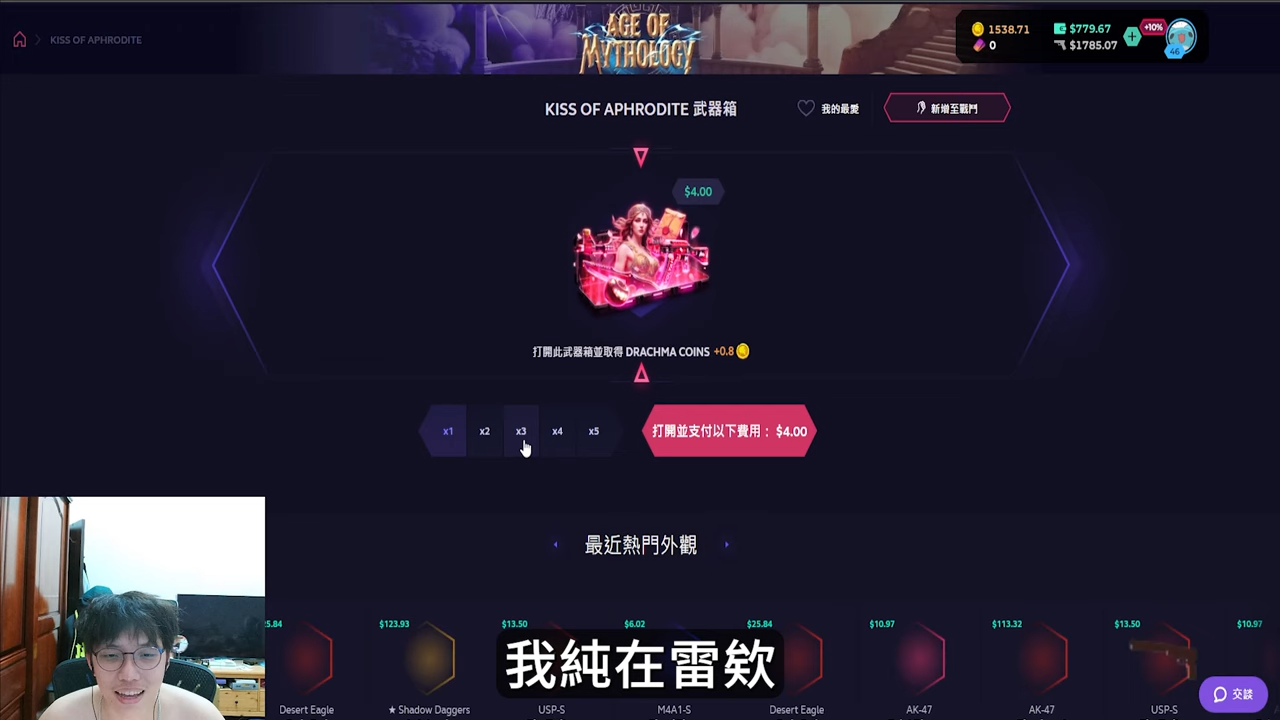 KISS OF APHRODITE
AGE OF
MYTHOLOGY
1538.71
0
$779.67
$1785.07
+10%
46
KISS OF APHRODITE 武器箱
我的最愛
新增至戰鬥
$4.00
打開此武器箱並取得 DRACHMA COINS +0.8
x1
x2
x3
x4
x5
打開並支付以下費用： $4.00
最近熱門外觀
5.84
$123.93
$13.50
$6.02
$25.84
$10.97
$113.32
$13.50
$10.97
我純在雷欸
Desert Eagle
★ Shadow Daggers
USP-S
M4A1-S
Desert Eagle
AK-47
AK-47
USP-S
交談